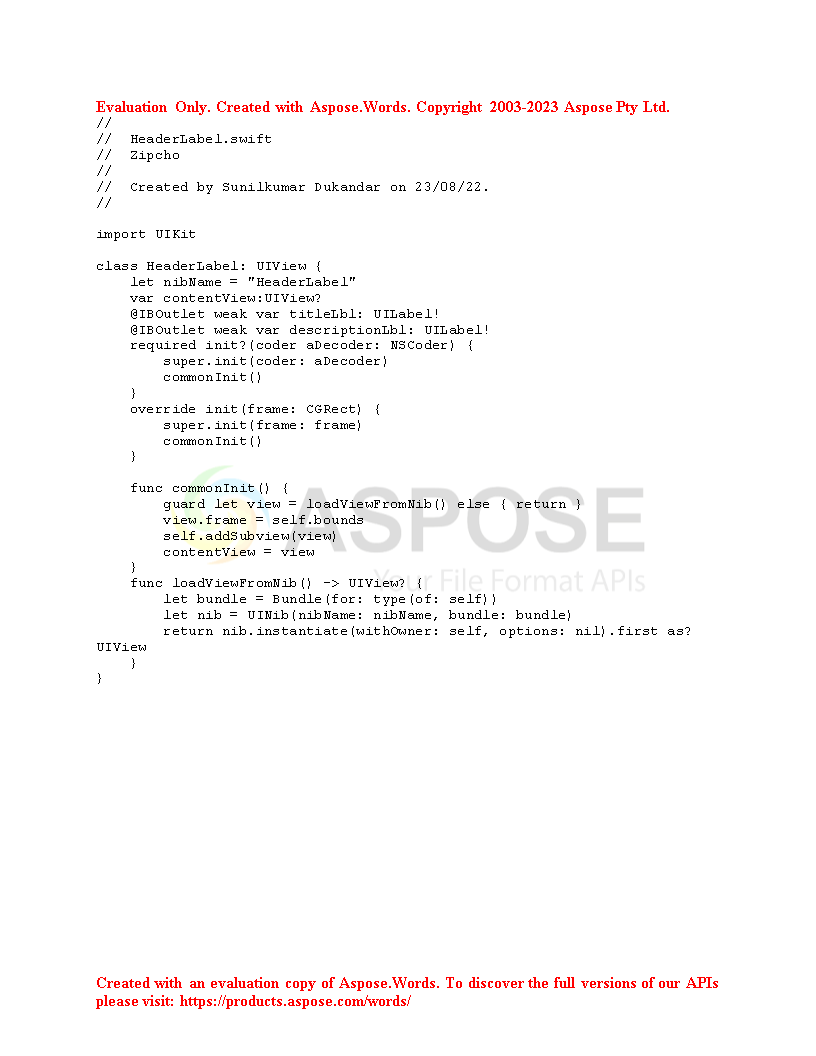 Evaluation Only. Created with Aspose.Words. Copyright 2003-2023 Aspose Pty Ltd.
//
//  HeaderLabel.swift
//  Zipcho
//
//  Created by Sunilkumar Dukandar on 23/08/22.
//
import UIKit
class HeaderLabel: UIView {
    let nibName = "HeaderLabel"
    var contentView:UIView?
    @IBOutlet weak var titleLbl: UILabel!
    @IBOutlet weak var descriptionLbl: UILabel!
    required init?(coder aDecoder: NSCoder) {
        super.init(coder: aDecoder)
        commonInit()
    }
    override init(frame: CGRect) {
        super.init(frame: frame)
        commonInit()
    }
    func commonInit() {
        guard let view = loadViewFromNib() else { return }
        view.frame = self.bounds
        self.addSubview(view)
        contentView = view
    }
    func loadViewFromNib() -> UIView? {
        let bundle = Bundle(for: type(of: self))
        let nib = UINib(nibName: nibName, bundle: bundle)
        return nib.instantiate(withOwner: self, options: nil).first as?
UIView
    }
}
ASPOSE
Your File Format APIs
Created with an evaluation copy of Aspose.Words. To discover the full versions of our APIs
please visit: https://products.aspose.com/words/